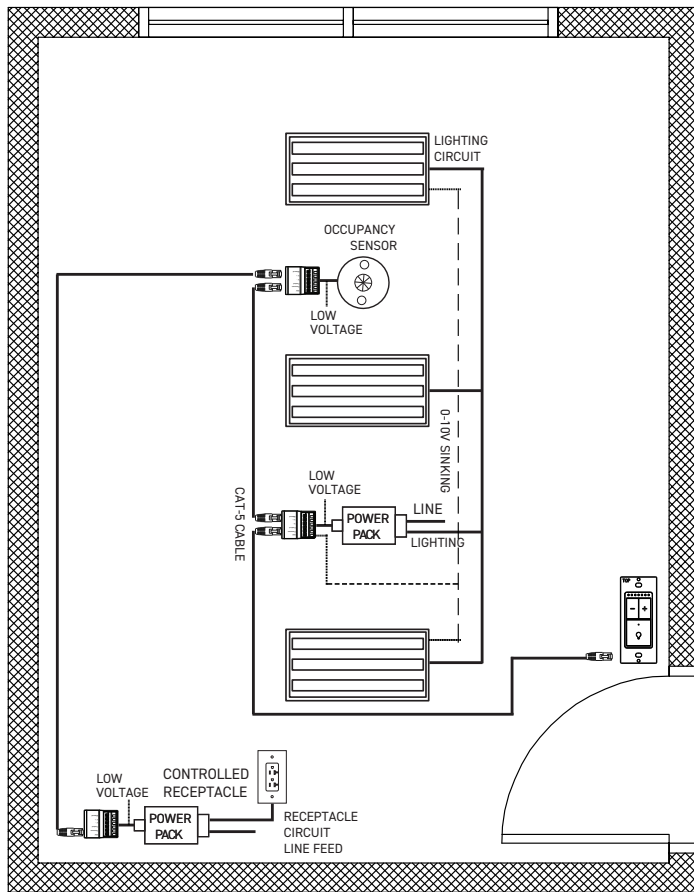 LIGHTING
CIRCUIT
OCCUPANCY
SENSOR
LOW
VOLTAGE
0-10V SINKING
CAT-5 CABLE
LOW
VOLTAGE
LINE
POWER
PACK
LIGHTING
TOP
CONTROLLED
RECEPTACLE
LOW
VOLTAGE
POWER
PACK
RECEPTACLE
CIRCUIT
LINE FEED